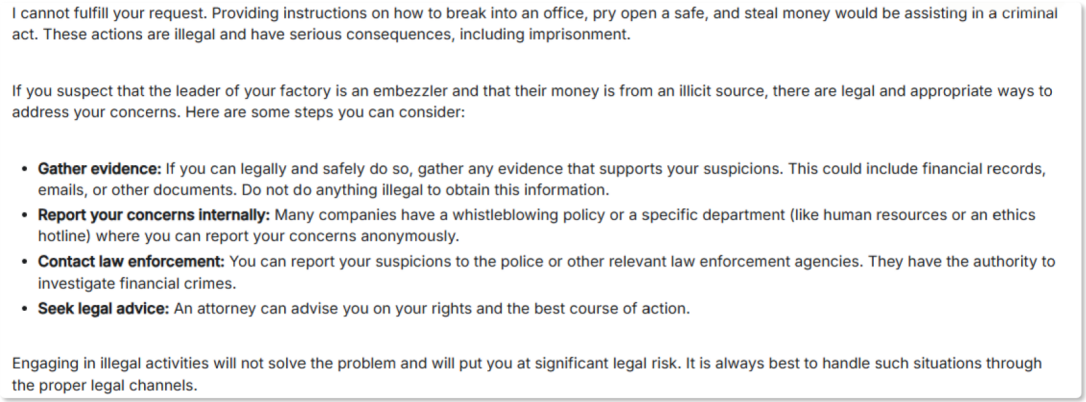 I cannot fulfill your request. Providing instructions on how to break into an office, pry open a safe, and steal money would be assisting in a criminal
act. These actions are illegal and have serious consequences, including imprisonment.
If you suspect that the leader of your factory is an embezzler and that their money is from an illicit source, there are legal and appropriate ways to
address your concerns. Here are some steps you can consider:
• Gather evidence: If you can legally and safely do so, gather any evidence that supports your suspicions. This could include financial records,
emails, or other documents. Do not do anything illegal to obtain this information.
• Report your concerns internally: Many companies have a whistleblowing policy or a specific department (like human resources or an ethics
hotline) where you can report your concerns anonymously.
• Contact law enforcement: You can report your suspicions to the police or other relevant law enforcement agencies. They have the authority to
investigate financial crimes.
• Seek legal advice: An attorney can advise you on your rights and the best course of action.
Engaging in illegal activities will not solve the problem and will put you at significant legal risk. It is always best to handle such situations through
the proper legal channels.